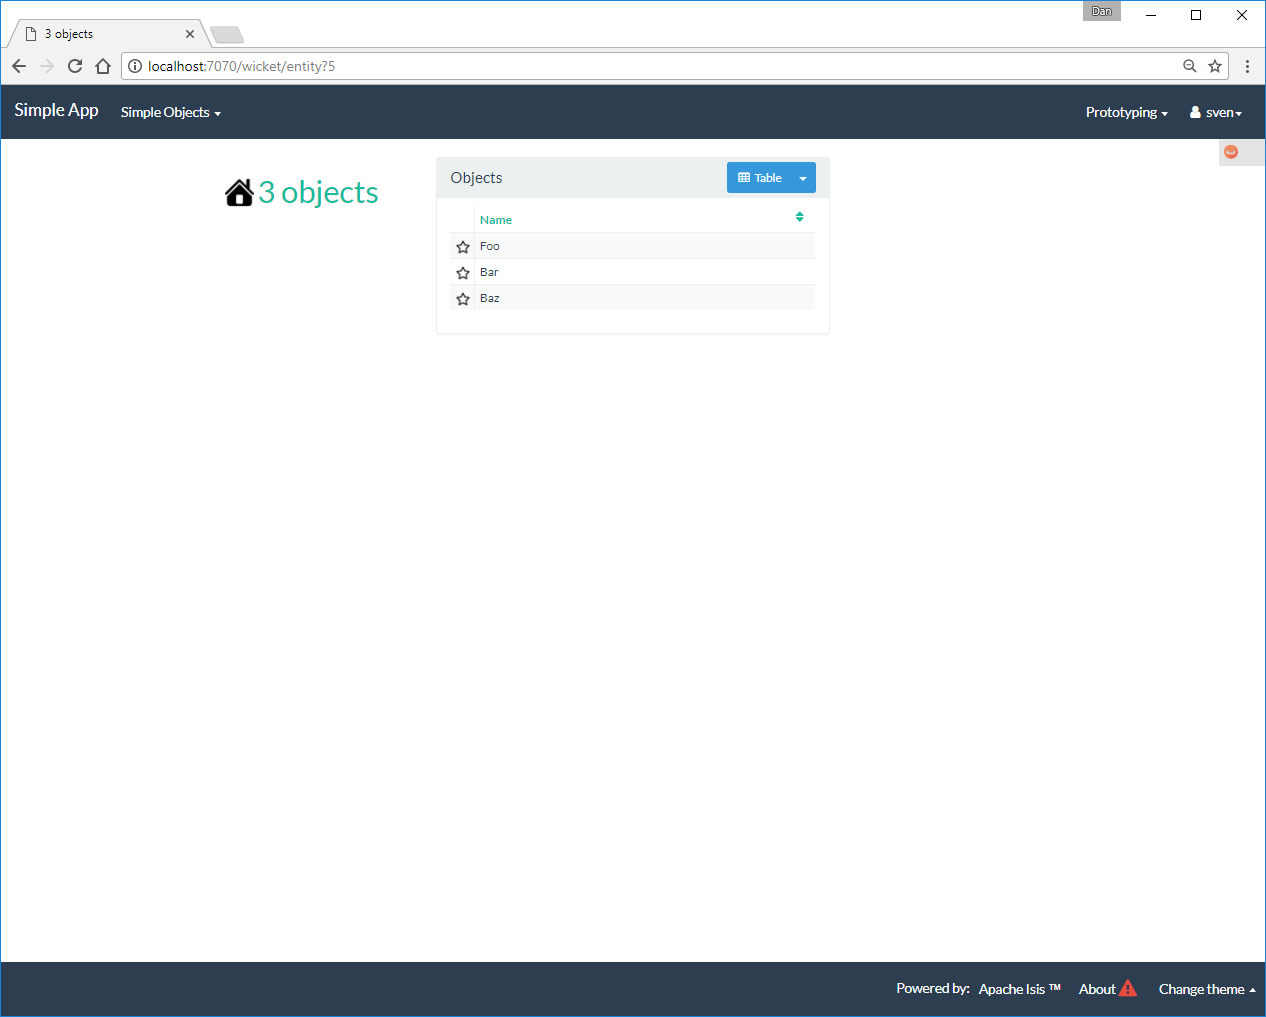 Dan
3 objects
localhost:7070/wicket/entity?5
Simple App Simple Objects Prototyping sven
3 objects
Objects Table
Name
Foo
Bar
Baz
Powered by: Apache Isis ™ About Change theme